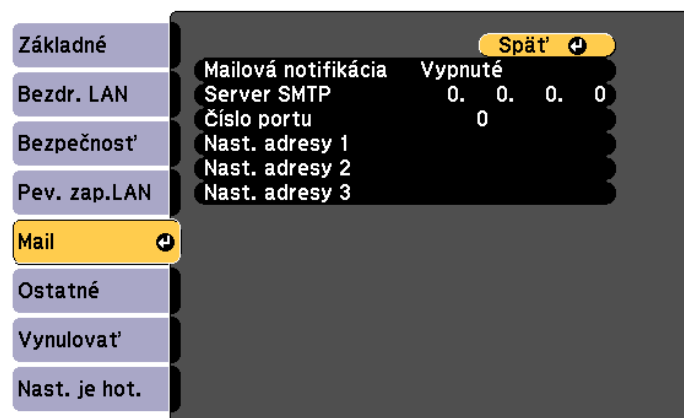 Základné
Bezdr. LAN
Bezpečnosť
Pev. zap.LAN
Mail
Ostatné
Vynulovať
Nast. je hot.
Späť
Mailová notifikácia Vypnuté
Server SMTP 0. 0. 0. 0
Číslo portu 0
Nast. adresy 1
Nast. adresy 2
Nast. adresy 3